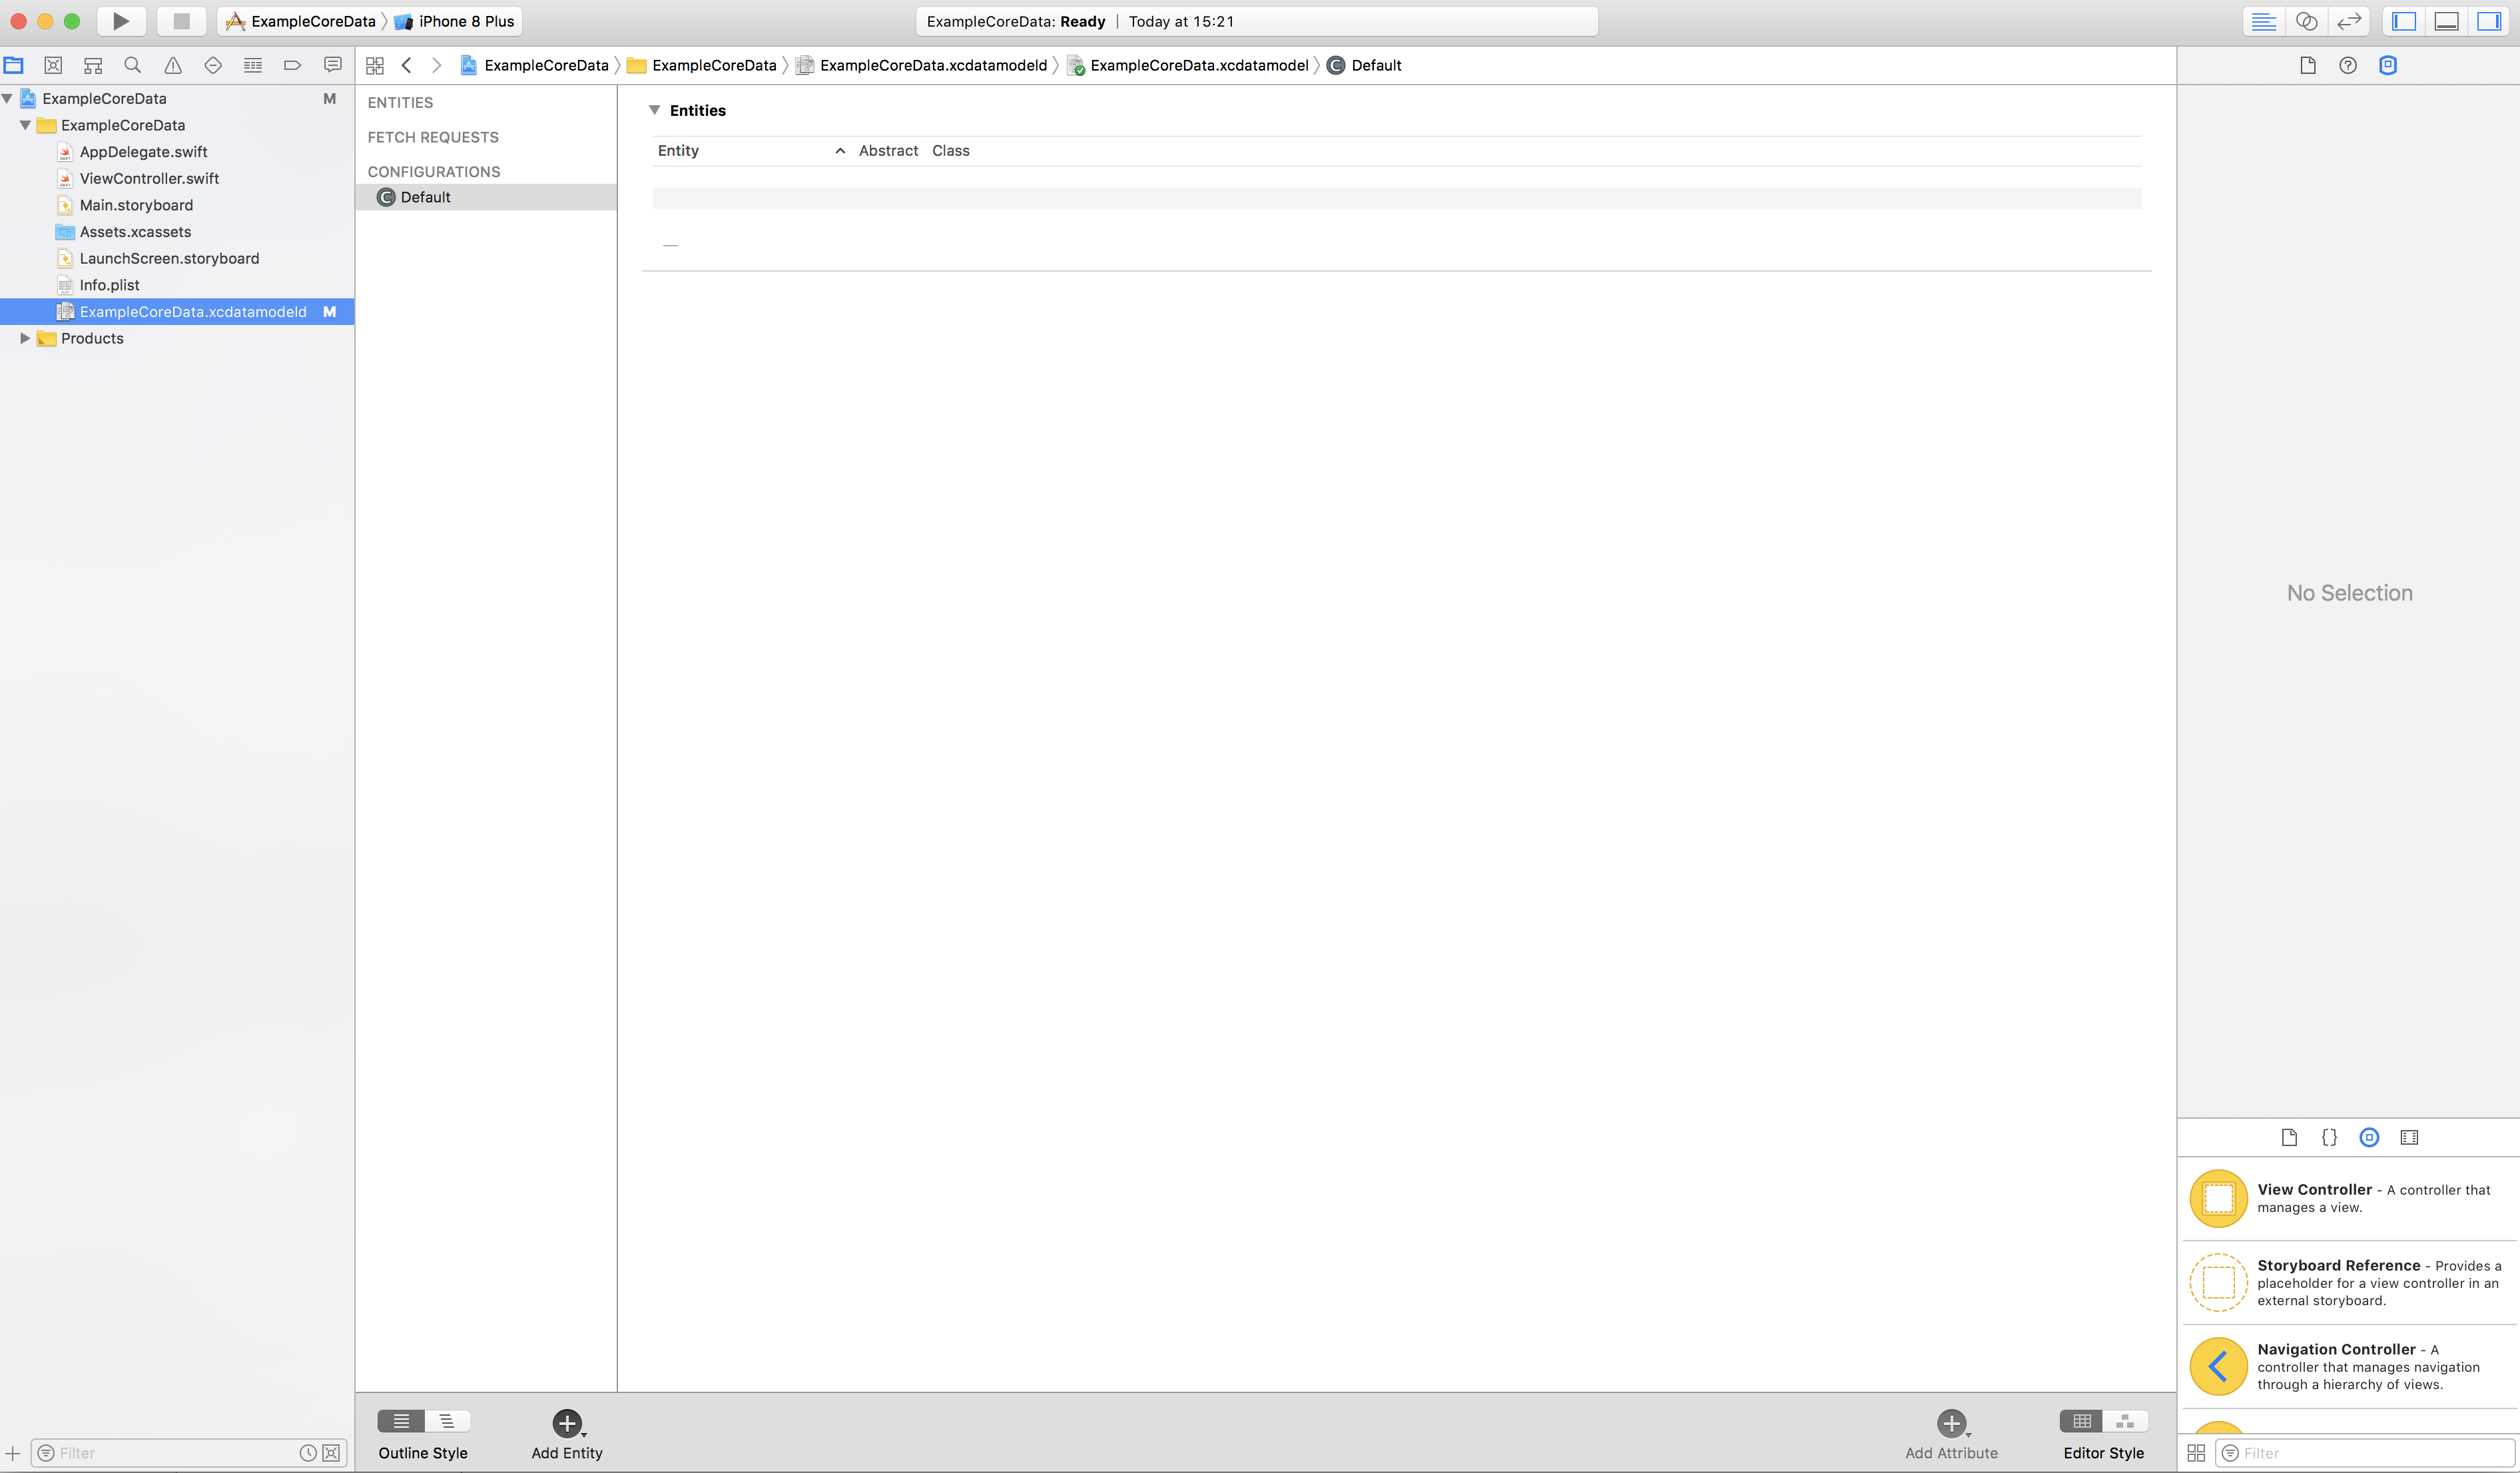 ExampleCoreData iPhone 8 Plus
ExampleCoreData: Ready | Today at 15:21
ExampleCoreData ExampleCoreData ExampleCoreData.xcdatamodeld ExampleCoreData.xcdatamodel C Default
ExampleCoreData M
ExampleCoreData
AppDelegate.swift
ViewController.swift
Main.storyboard
Assets.xcassets
LaunchScreen.storyboard
Info.plist
ExampleCoreData.xcdatamodeld M
Products
Filter
ENTITIES
FETCH REQUESTS
CONFIGURATIONS
C Default
Entities
Entity Abstract Class
Outline Style
Add Entity
Add Attribute
Editor Style
No Selection
View Controller - A controller that
manages a view.
Storyboard Reference - Provides a
placeholder for a view controller in an
external storyboard.
Navigation Controller - A
controller that manages navigation
through a hierarchy of views.
Filter